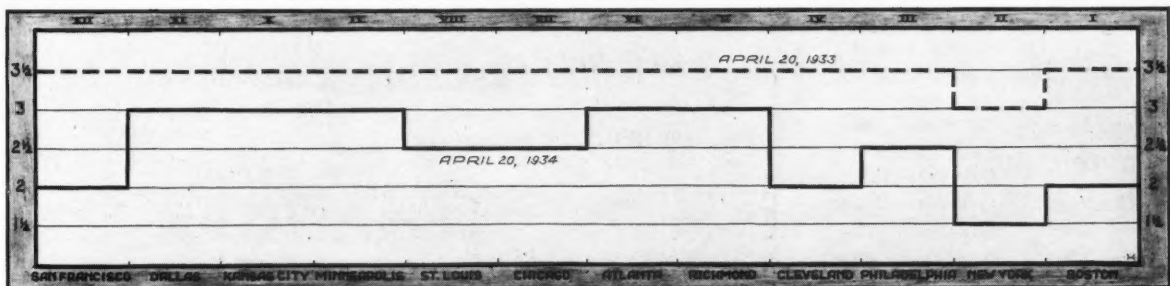 XII XI X IX VIII VII VI V IV III II I
APRIL 20, 1933
3½ 3½
3 3
2½ 2½
APRIL 20, 1934
2 2
1½ 1½
SAN FRANCISCO DALLAS KANSAS CITY MINNEAPOLIS ST. LOUIS CHICAGO ATLANTA RICHMOND CLEVELAND PHILADELPHIA NEW YORK BOSTON